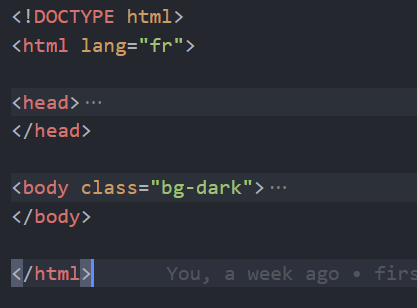 <!DOCTYPE html>
<html lang="fr">
<head>···
</head>
<body class="bg-dark">···
</body>
</html>        You, a week ago • firs